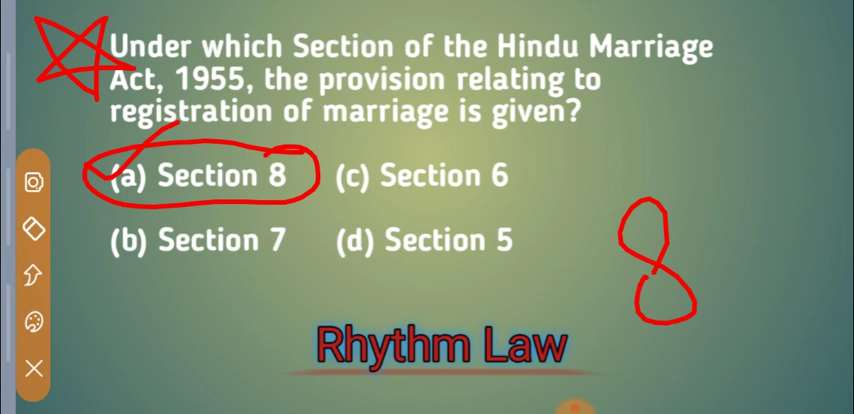 Under which Section of the Hindu Marriage
Act, 1955, the provision relating to
registration of marriage is given?
(a) Section 8 (c) Section 6
(b) Section 7 (d) Section 5
8
Rhythm Law